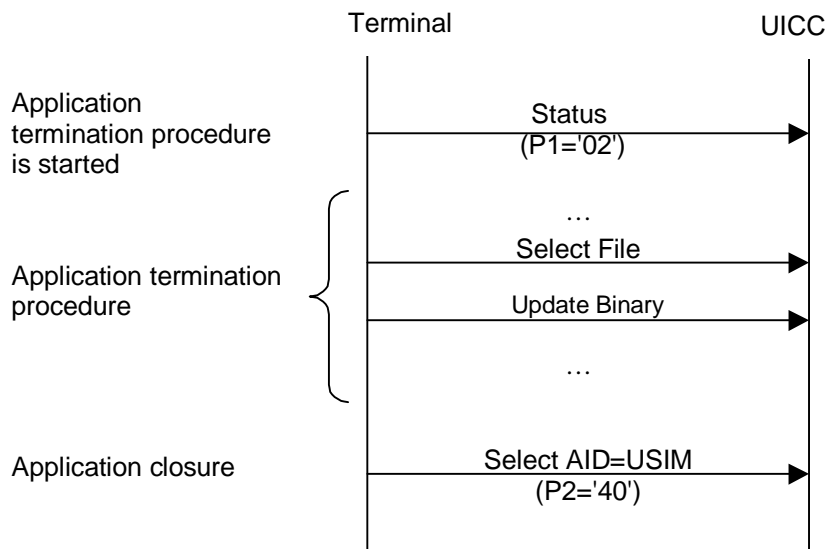 Terminal
UICC
Application
termination procedure
is started
Status
(P1='02')
…
Select File
Application termination
procedure
Update Binary
…
Application closure
Select AID=USIM
(P2='40')